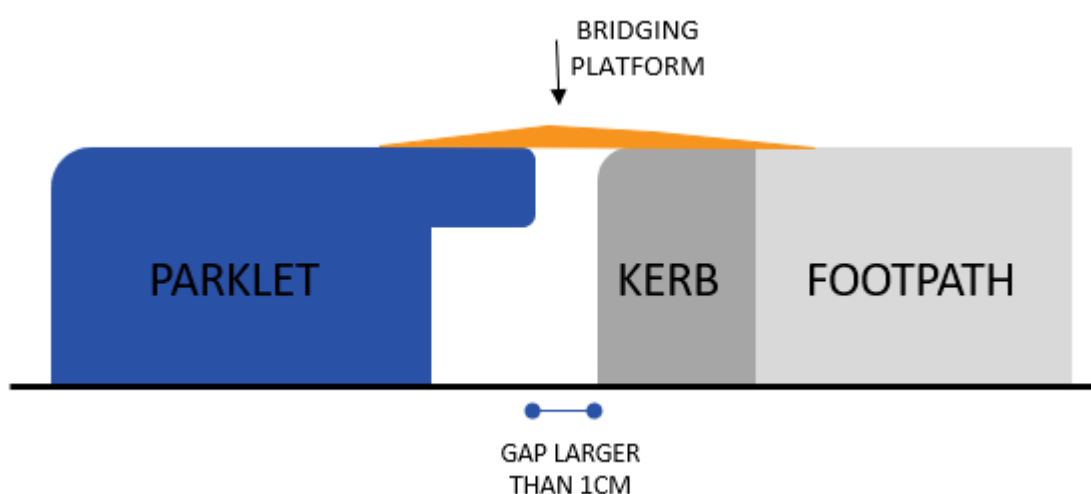 BRIDGING
PLATFORM
PARKLET
KERB
FOOTPATH
GAP LARGER
THAN 1CM